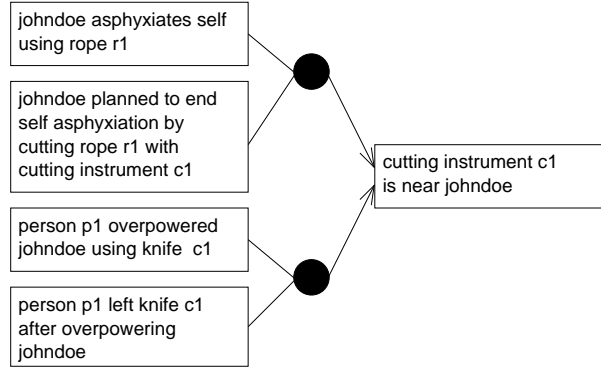 johndoe asphyxiates self
using rope r1
johndoe planned to end
self asphyxiation by
cutting rope r1 with
cutting instrument c1
person p1 overpowered
johndoe using knife c1
person p1 left knife c1
after overpowering
johndoe
cutting instrument c1
is near johndoe